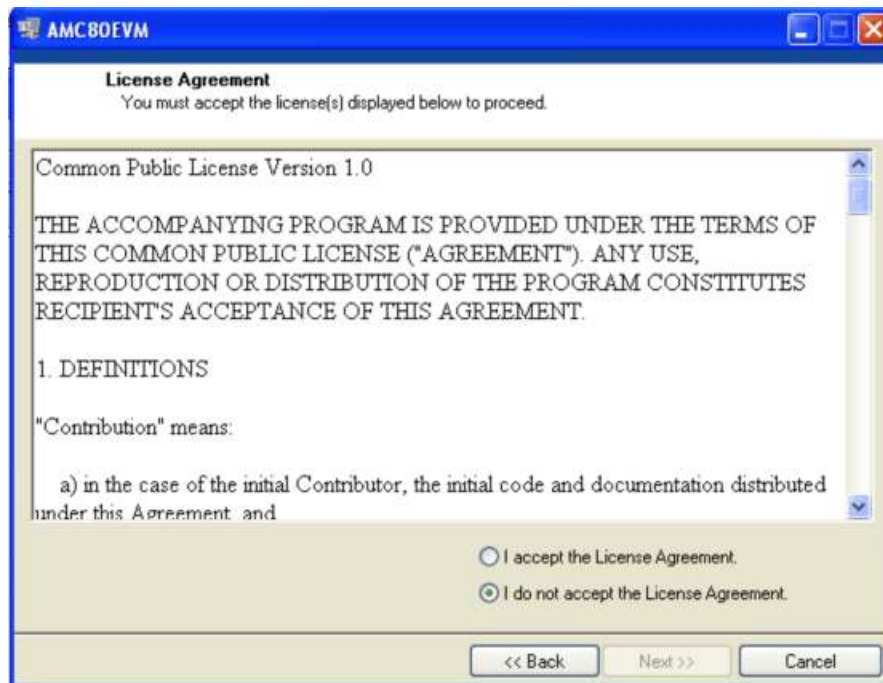 AMC80EVM
License Agreement
You must accept the license(s) displayed below to proceed.
Common Public License Version 1.0
THE ACCOMPANYING PROGRAM IS PROVIDED UNDER THE TERMS OF
THIS COMMON PUBLIC LICENSE ("AGREEMENT"). ANY USE,
REPRODUCTION OR DISTRIBUTION OF THE PROGRAM CONSTITUTES
RECIPIENT'S ACCEPTANCE OF THIS AGREEMENT.
1. DEFINITIONS
"Contribution" means:
a) in the case of the initial Contributor, the initial code and documentation distributed
under this Agreement, and
I accept the License Agreement.
I do not accept the License Agreement.
<< Back Next >> Cancel